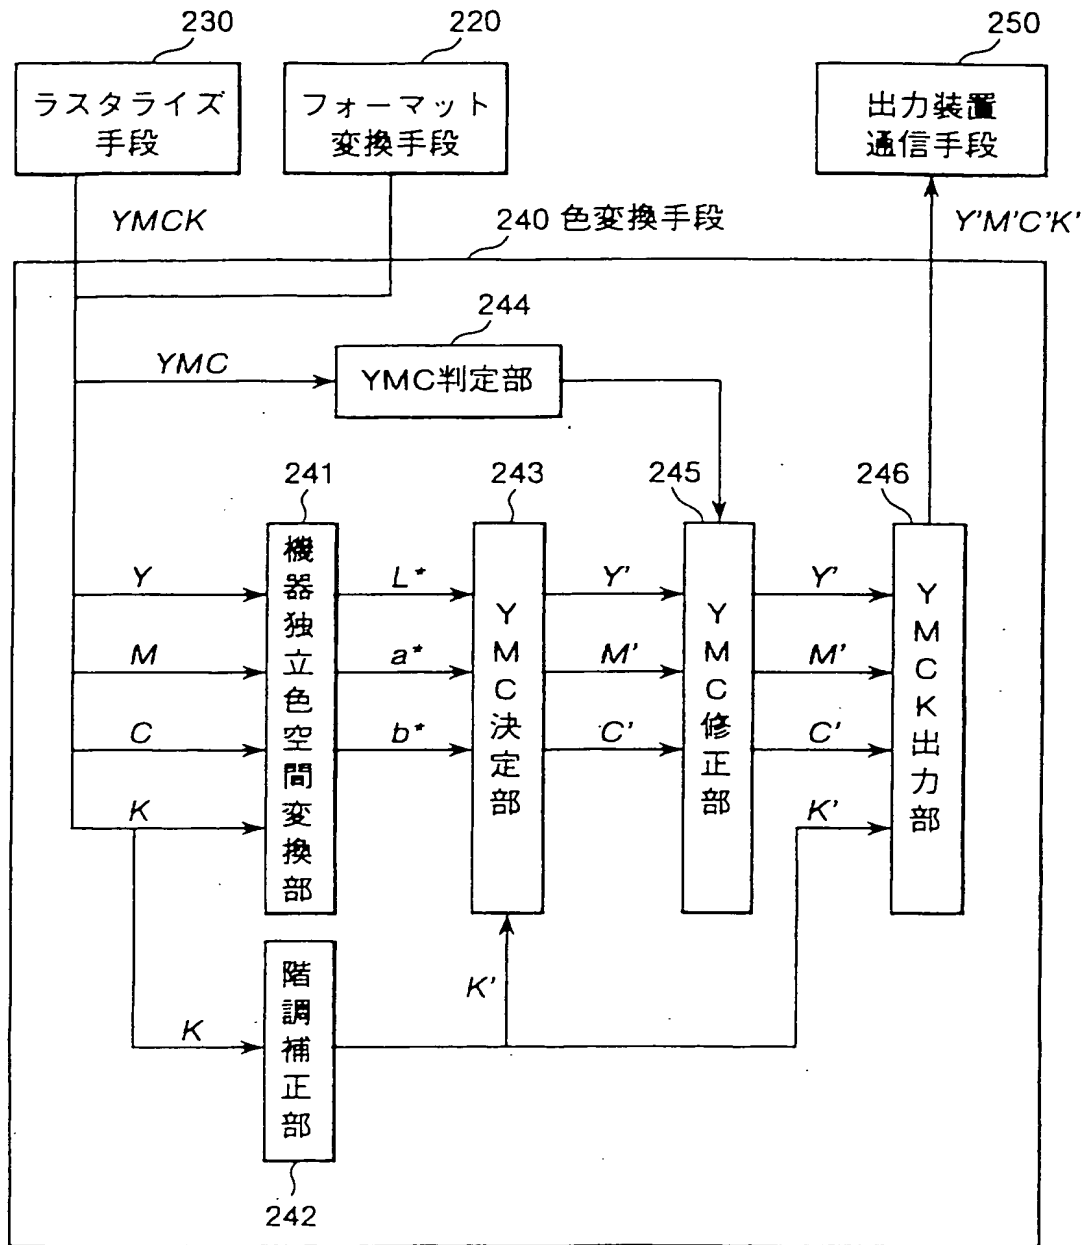 230
220
250
ラスタライズ
手段
フォーマット
変換手段
出力装置
通信手段
YMCK
240 色変換手段
Y'M'C'K'
244
YMC
YMC判定部
241
243
245
246
機器独立色空間変換部
YMC決定部
YMC修正部
YMCK出力部
Y
L*
Y'
Y'
M
a*
M'
M'
C
b*
C'
C'
K
K'
K'
K
階調補正部
242